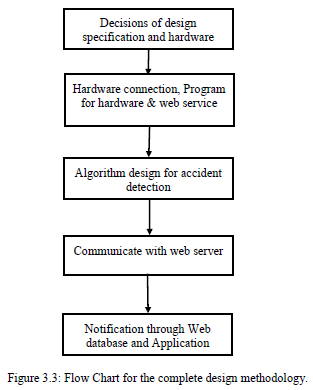 Decisions of design
specification and hardware
Hardware connection, Program
for hardware & web service
Algorithm design for accident
detection
Communicate with web server
Notification through Web
database and Application
Figure 3.3: Flow Chart for the complete design methodology.